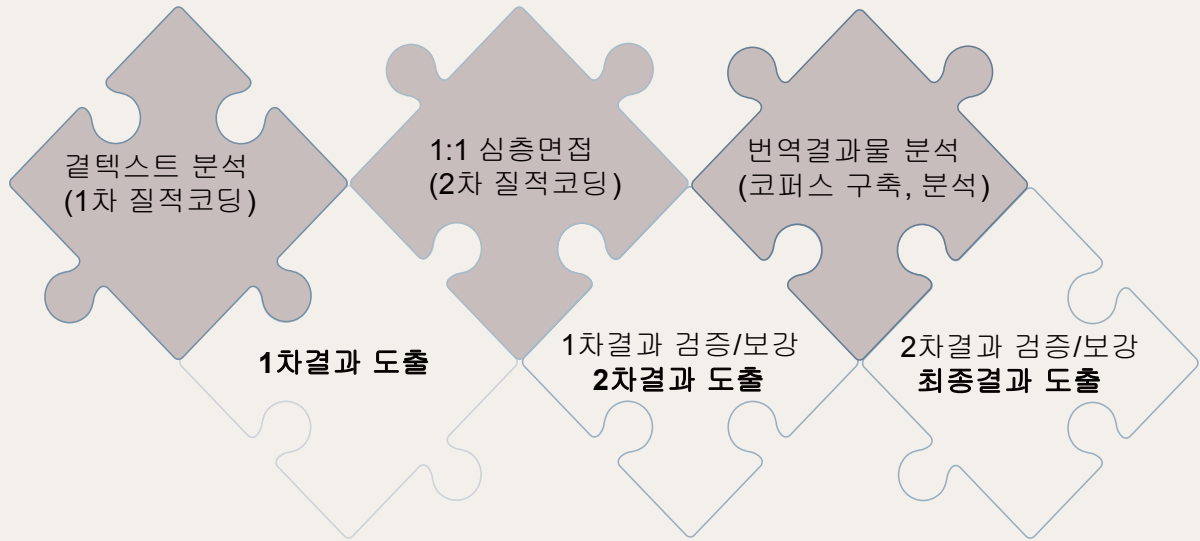 곁텍스트 분석
(1차 질적코딩)
1:1 심층면접
(2차 질적코딩)
번역결과물 분석
(코퍼스 구축, 분석)
1차결과 도출
1차결과 검증/보강
2차결과 도출
2차결과 검증/보강
최종결과 도출